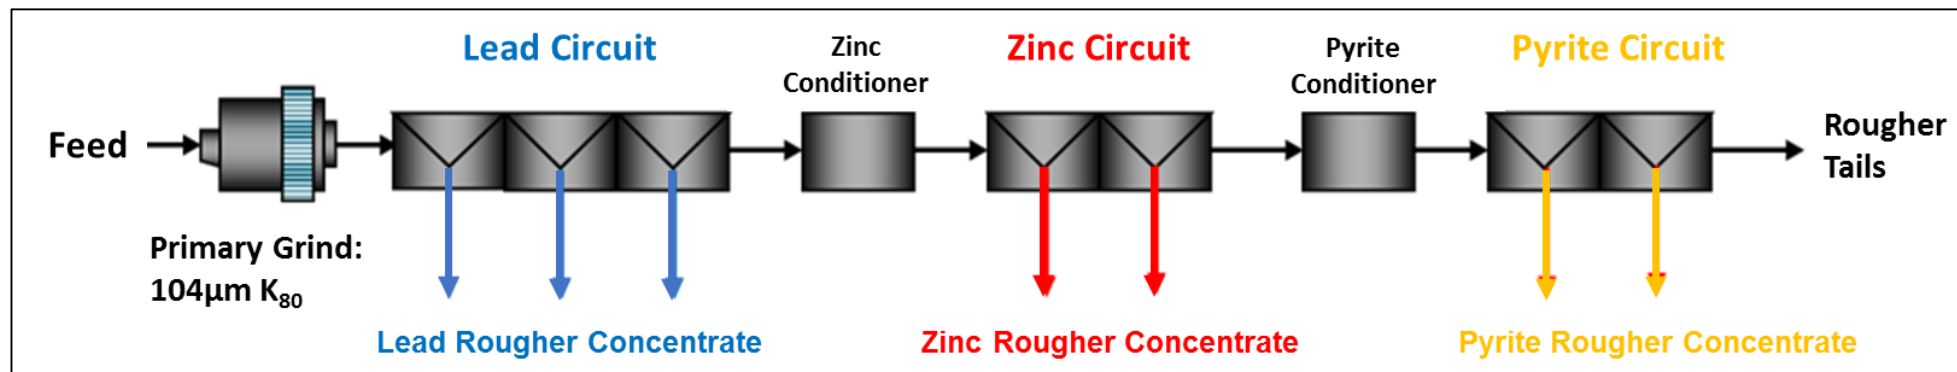 Lead Circuit
Zinc
Conditioner
Zinc Circuit
Pyrite
Conditioner
Pyrite Circuit
Feed
Rougher
Tails
Primary Grind:
104µm K₈₀
Lead Rougher Concentrate
Zinc Rougher Concentrate
Pyrite Rougher Concentrate